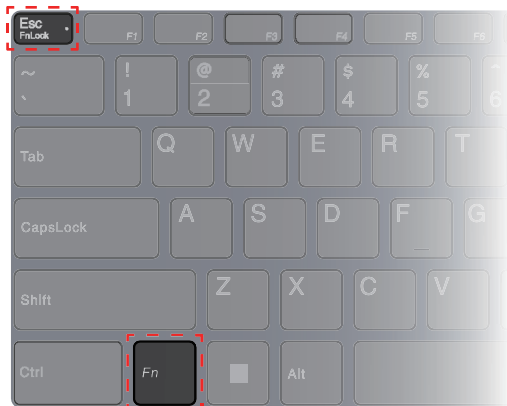 Esc
FnLock
F1
F2
F3
F4
F5
F6
~
`
!
1
@
2
#
3
$
4
%
5
^
6
Tab
Q
W
E
R
T
CapsLock
A
S
D
F
G
Shift
Z
X
C
V
Ctrl
Fn
Alt